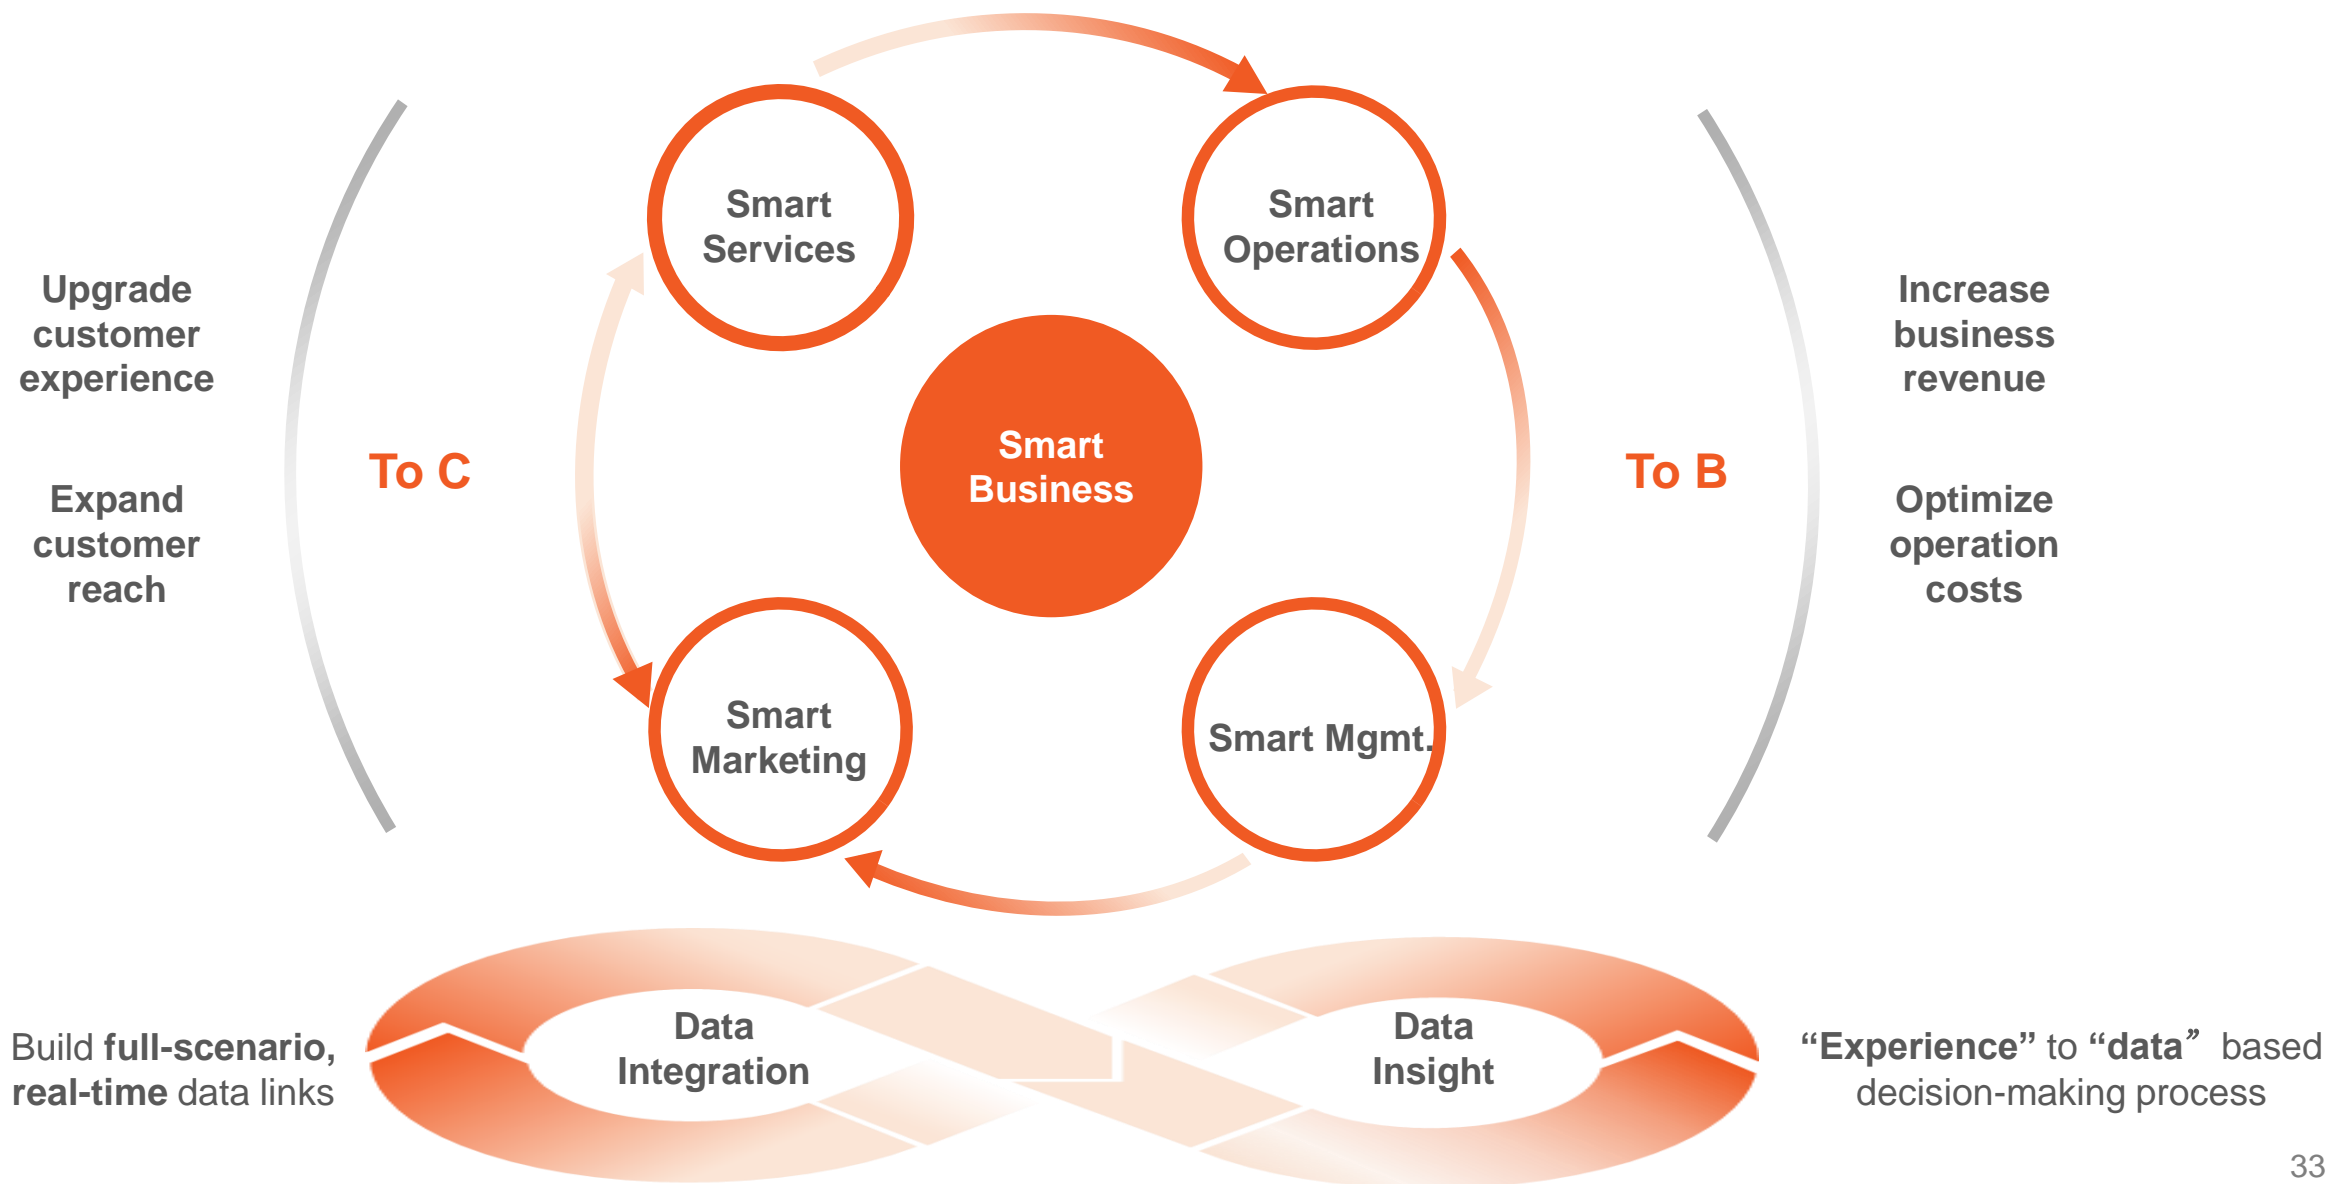 Smart
Services
Smart
Operations
Upgrade
customer
experience
Expand
customer
reach
To C
Smart
Business
To B
Increase
business
revenue
Optimize
operation
costs
Smart
Marketing
Smart Mgmt.
Build full-scenario,
real-time data links
Data
Integration
Data
Insight
“Experience” to “data” based
decision-making process
33